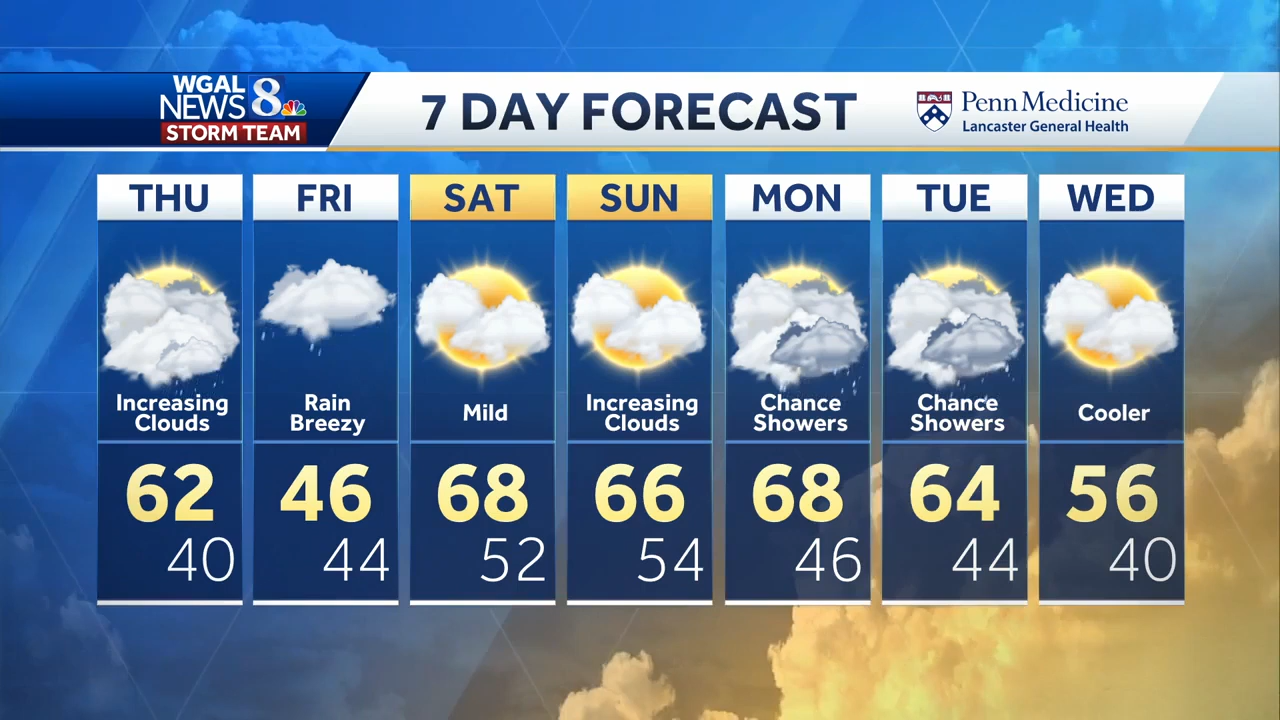 WGAL
NEWS 8
STORM TEAM
7 DAY FORECAST
Penn Medicine
Lancaster General Health
THU FRI SAT SUN MON TUE WED
Increasing Clouds
Rain Breezy
Mild
Increasing Clouds
Chance Showers
Chance Showers
Cooler
62 46 68 66 68 64 56
40 44 52 54 46 44 40